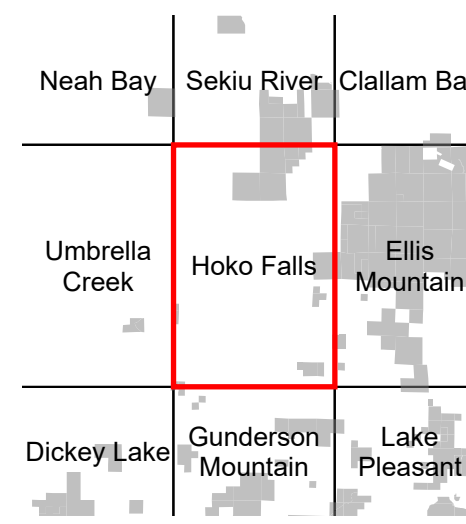 Neah Bay
Sekiu River
Clallam Ba
Umbrella
Creek
Hoko Falls
Ellis
Mountain
Dickey Lake
Gunderson
Mountain
Lake
Pleasant